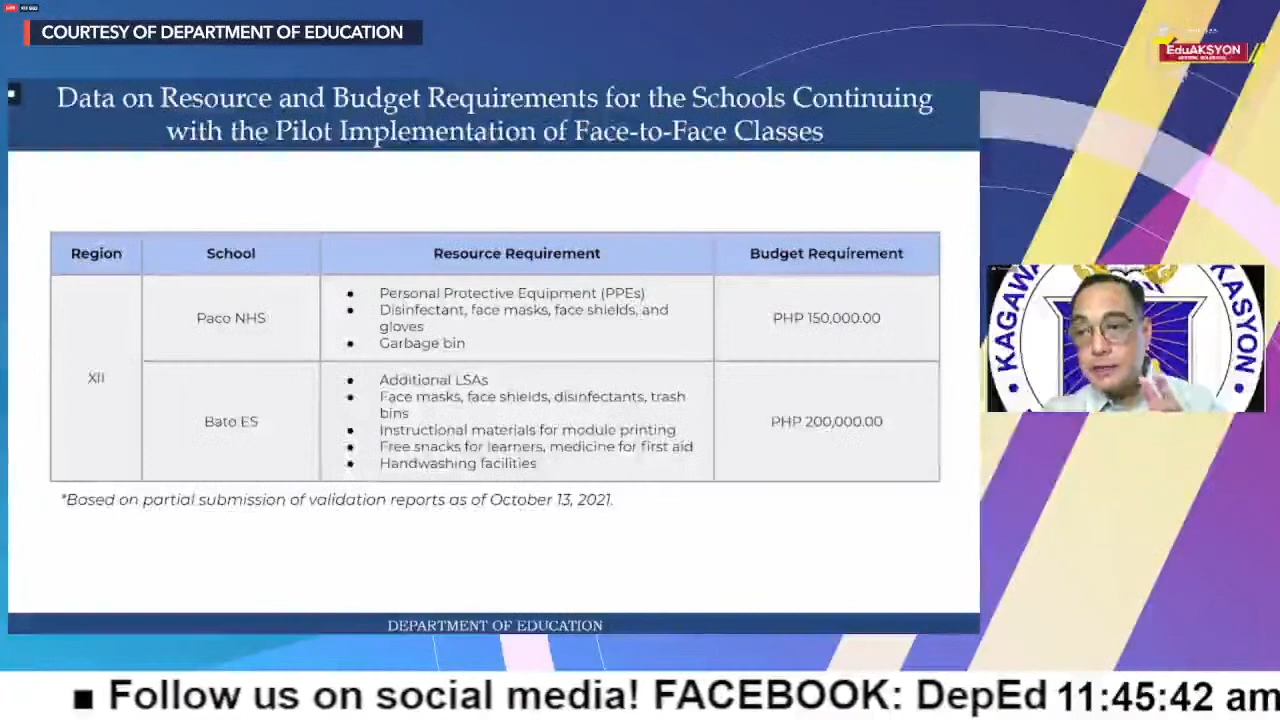 COURTESY OF DEPARTMENT OF EDUCATION
EduAKSYON
Data on Resource and Budget Requirements for the Schools Continuing
with the Pilot Implementation of Face-to-Face Classes
Region School Resource Requirement Budget Requirement
XII
Paco NHS
• Personal Protective Equipment (PPEs)
• Disinfectant, face masks, face shields, and
gloves
• Garbage bin
PHP 150,000.00
Bato ES
• Additional LSAs
• Face masks, face shields, disinfectants, trash
bins
• Instructional materials for module printing
• Free snacks for learners, medicine for first aid
• Handwashing facilities
PHP 200,000.00
*Based on partial submission of validation reports as of October 13, 2021.
DEPARTMENT OF EDUCATION
KAGAWA
KASYON
■ Follow us on social media! FACEBOOK: DepEd 11:45:42 am